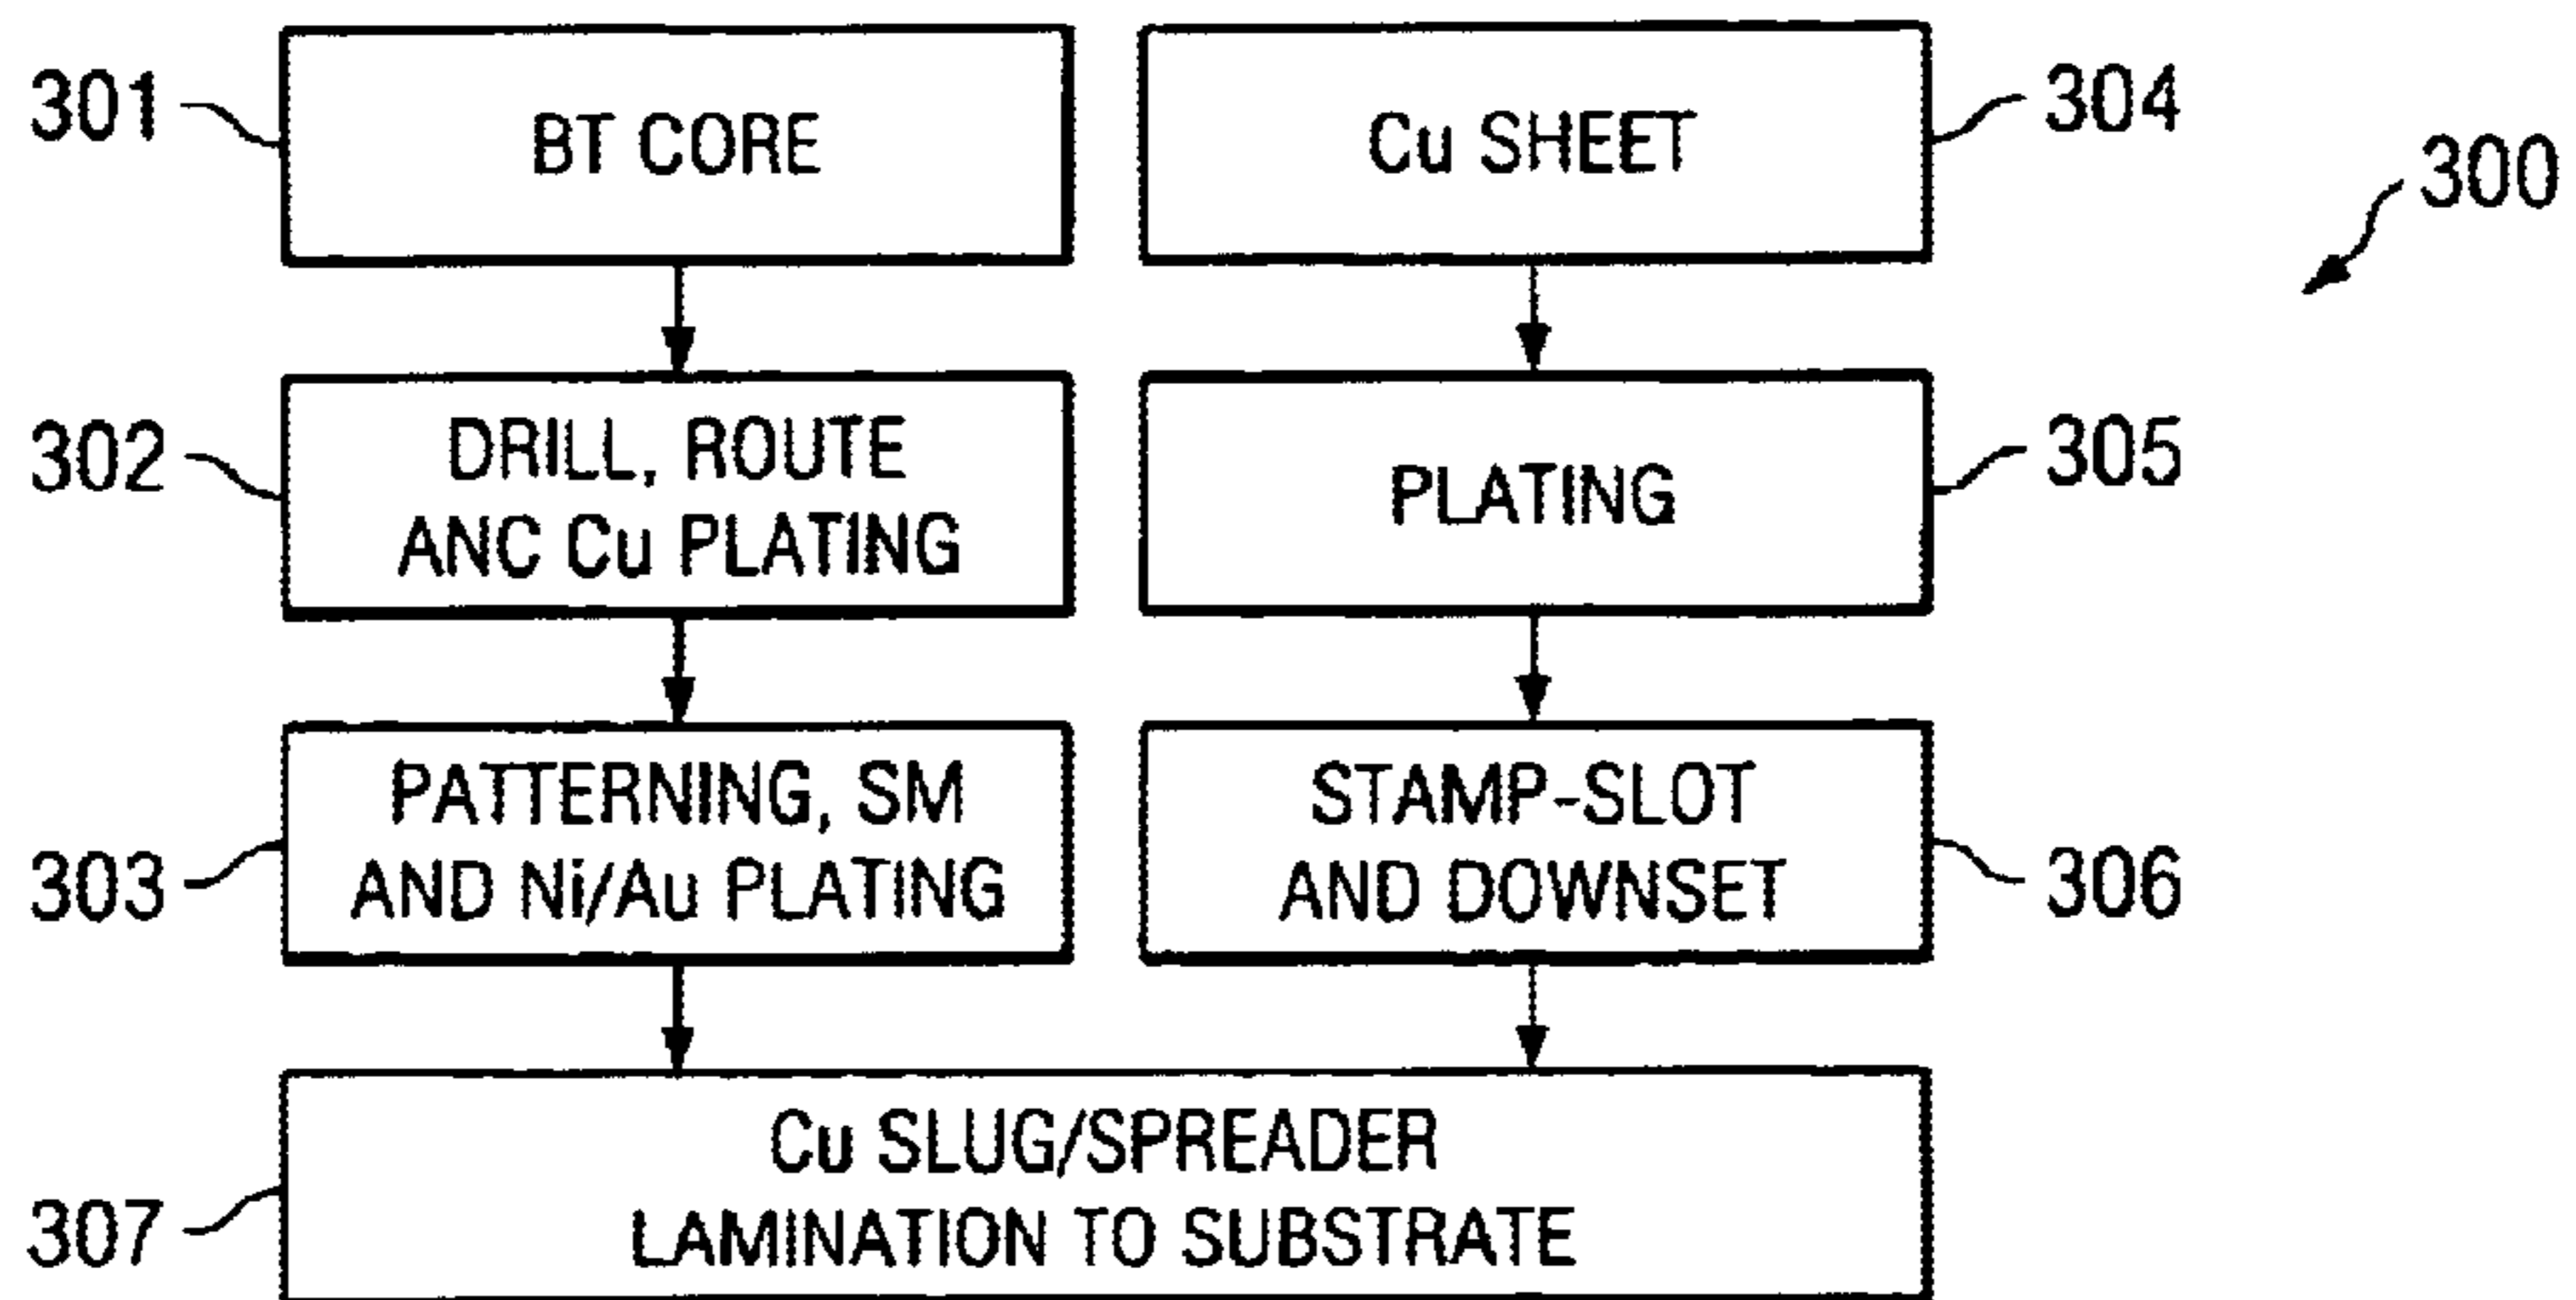 301
BT CORE
Cu SHEET
304
300
302
DRILL, ROUTE
ANC Cu PLATING
PLATING
305
303
PATTERNING, SM
AND Ni/Au PLATING
STAMP-SLOT
AND DOWNSET
306
307
Cu SLUG/SPREADER
LAMINATION TO SUBSTRATE